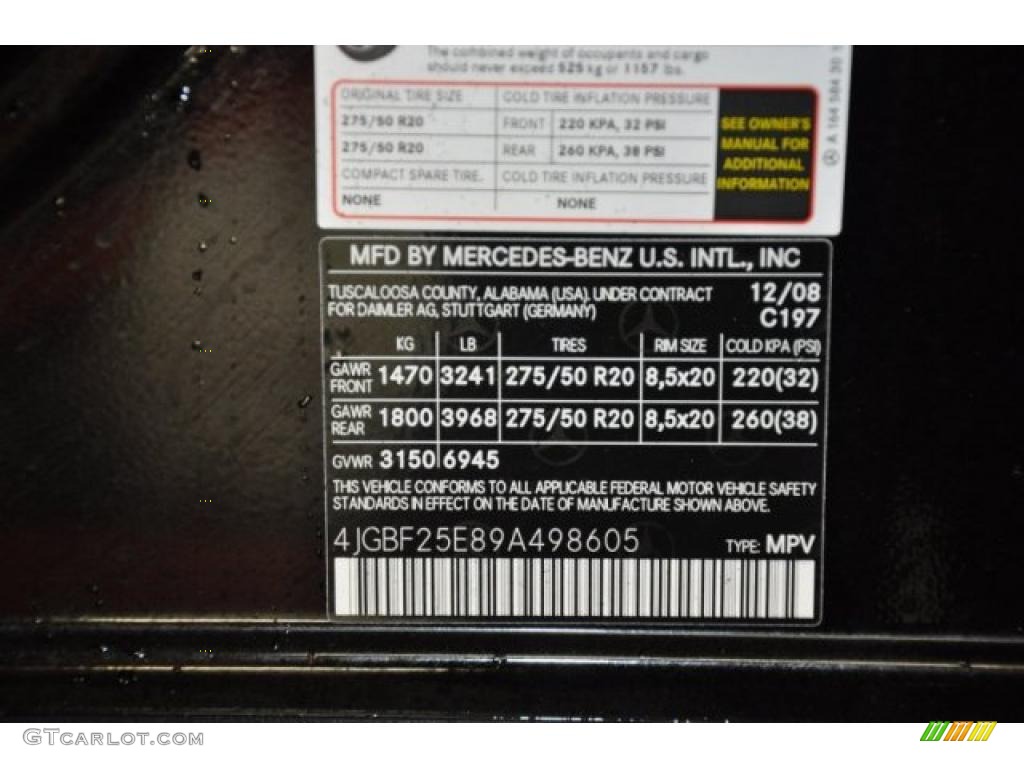 The combined weight of occupants and cargo
should never exceed 525 kg or 1157 lbs.
ORIGINAL TIRE SIZE COLD TIRE INFLATION PRESSURE
275/50 R20 FRONT 220 KPA, 32 PSI
275/50 R20 REAR 260 KPA, 38 PSI
COMPACT SPARE TIRE. COLD TIRE INFLATION PRESSURE
NONE NONE
SEE OWNER'S
MANUAL FOR
ADDITIONAL
INFORMATION
A 164 584 30 1
MFD BY MERCEDES-BENZ U.S. INTL., INC
TUSCALOOSA COUNTY, ALABAMA (USA). UNDER CONTRACT 12/08
FOR DAIMLER AG, STUTTGART (GERMANY) C197
KG LB TIRES RIM SIZE COLD KPA (PSI)
GAWR FRONT 1470 3241 275/50 R20 8,5x20 220(32)
GAWR REAR 1800 3968 275/50 R20 8,5x20 260(38)
GVWR 3150 6945
THIS VEHICLE CONFORMS TO ALL APPLICABLE FEDERAL MOTOR VEHICLE SAFETY
STANDARDS IN EFFECT ON THE DATE OF MANUFACTURE SHOWN ABOVE.
4JGBF25E89A498605 TYPE: MPV
GTCARLOT.COM